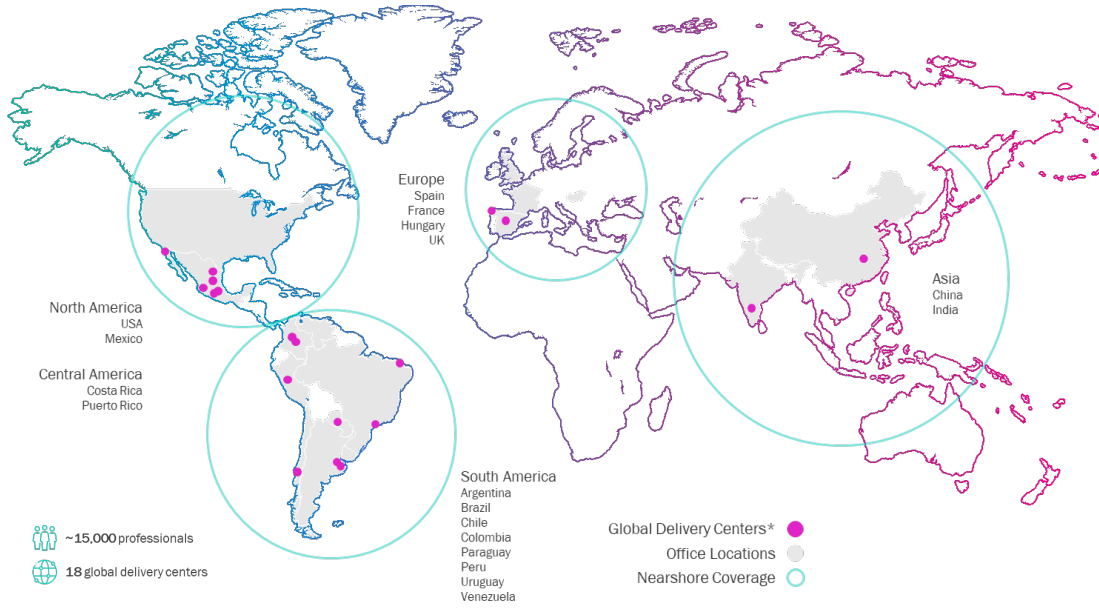 Europe
Spain
France
Hungary
UK
Asia
China
India
North America
USA
Mexico
Central America
Costa Rica
Puerto Rico
South America
Argentina
Brazil
Chile
Colombia
Paraguay
Peru
Uruguay
Venezuela
~15,000 professionals
18 global delivery centers
Global Delivery Centers*
Office Locations
Nearshore Coverage